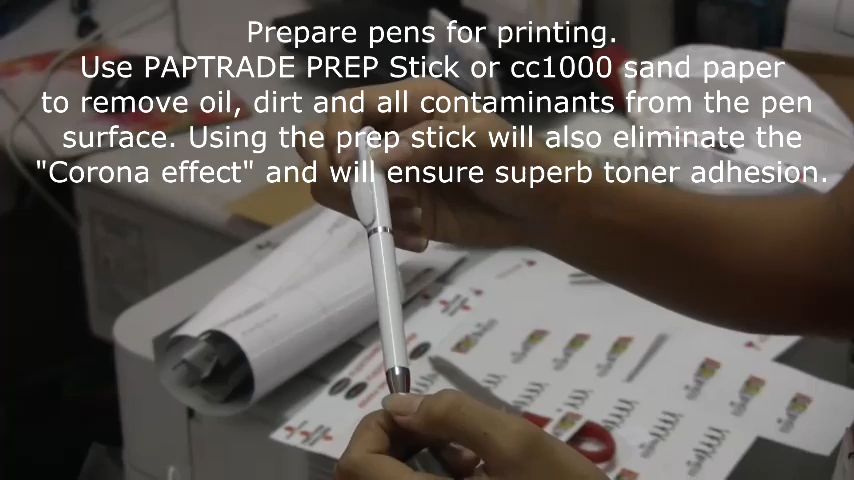 Prepare pens for printing.
Use PAPTRADE PREP Stick or cc1000 sand paper
to remove oil, dirt and all contaminants from the pen
surface. Using the prep stick will also eliminate the
"Corona effect" and will ensure superb toner adhesion.